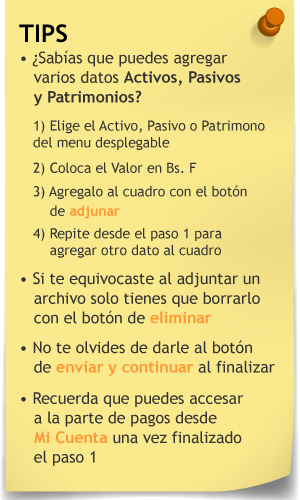 TIPS
• ¿Sabías que puedes agregar
varios datos Activos, Pasivos
y Patrimonios?
1) Elige el Activo, Pasivo o Patrimono
del menu desplegable
2) Coloca el Valor en Bs. F
3) Agregalo al cuadro con el botón
de adjunar
4) Repite desde el paso 1 para
agregar otro dato al cuadro
• Si te equivocaste al adjuntar un
archivo solo tienes que borrarlo
con el botón de eliminar
• No te olvides de darle al botón
de enviar y continuar al finalizar
• Recuerda que puedes accesar
a la parte de pagos desde
Mi Cuenta una vez finalizado
el paso 1